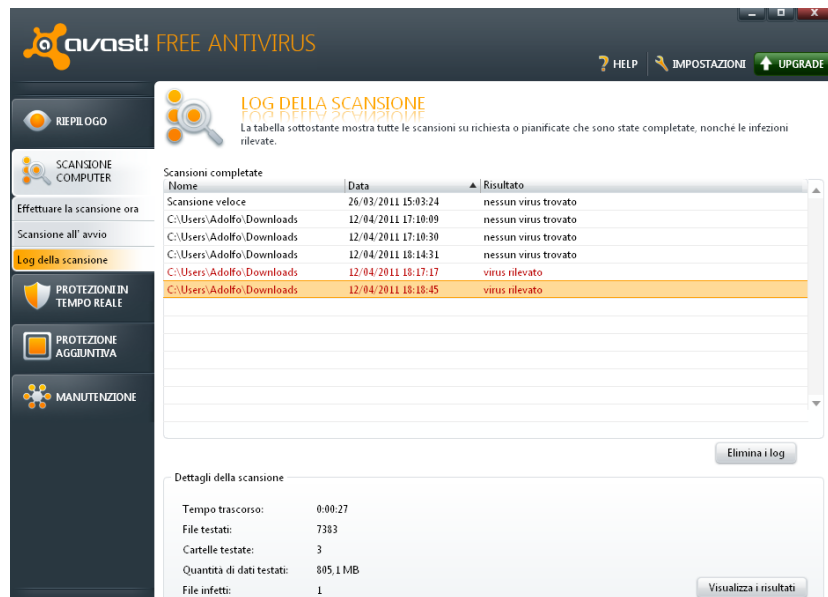 avast! FREE ANTIVIRUS
? HELP
IMPOSTAZIONI
UPGRADE
RIEPILOGO
SCANSIONE
COMPUTER
Effettuare la scansione ora
Scansione all' avvio
Log della scansione
PROTEZIONI IN
TEMPO REALE
PROTEZIONE
AGGIUNTIVA
MANUTENZIONE
LOG DELLA SCANSIONE
La tabella sottostante mostra tutte le scansioni su richiesta o pianificate che sono state completate, nonché le infezioni
rilevate.
Scansioni completate
Nome Data Risultato
Scansione veloce 26/03/2011 15:03:24 nessun virus trovato
C:\Users\Adolfo\Downloads 12/04/2011 17:10:09 nessun virus trovato
C:\Users\Adolfo\Downloads 12/04/2011 17:10:30 nessun virus trovato
C:\Users\Adolfo\Downloads 12/04/2011 18:14:31 nessun virus trovato
C:\Users\Adolfo\Downloads 12/04/2011 18:17:17 virus rilevato
C:\Users\Adolfo\Downloads 12/04/2011 18:18:45 virus rilevato
Elimina i log
Dettagli della scansione
Tempo trascorso: 0:00:27
File testati: 7383
Cartelle testate: 3
Quantità di dati testati: 805,1 MB
File infetti: 1
Visualizza i risultati